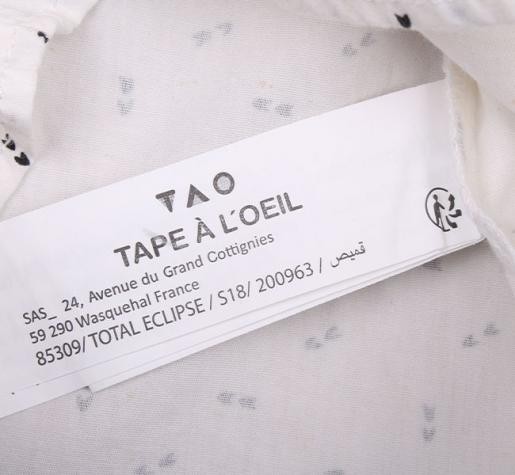 TAO
TAPE À L'OEIL
SAS_ 24, Avenue du Grand Cottignies
59 290 Wasquehal France
85309/ TOTAL ECLIPSE / S18/ 200963 / قميص